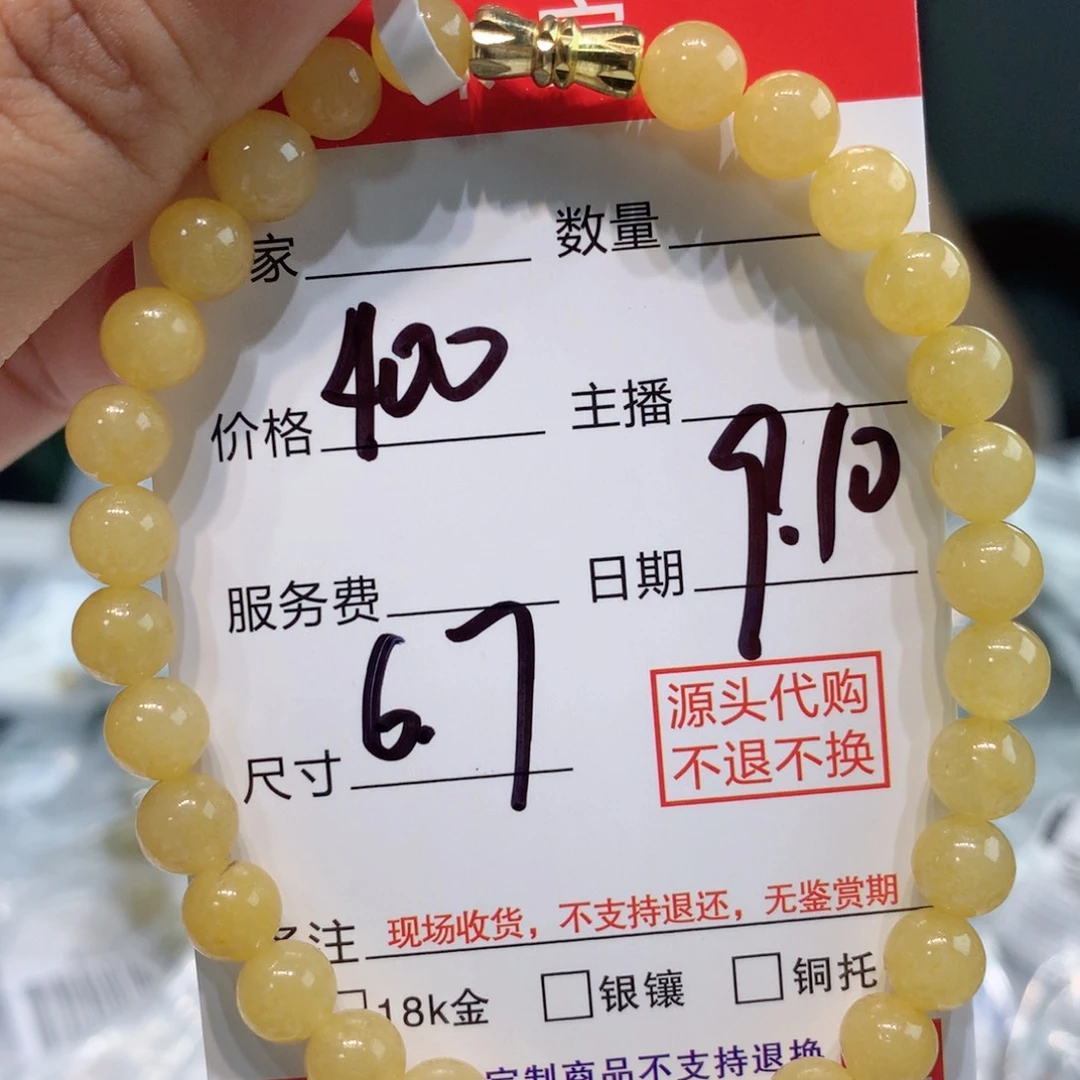 家 数量
价格 400 主播
服务费 日期 9.10
尺寸 6.7
源头代购
不退不换
注 现场收货，不支持退还，无鉴赏期
18k金 银镶 铜托
定制商品不支持退换